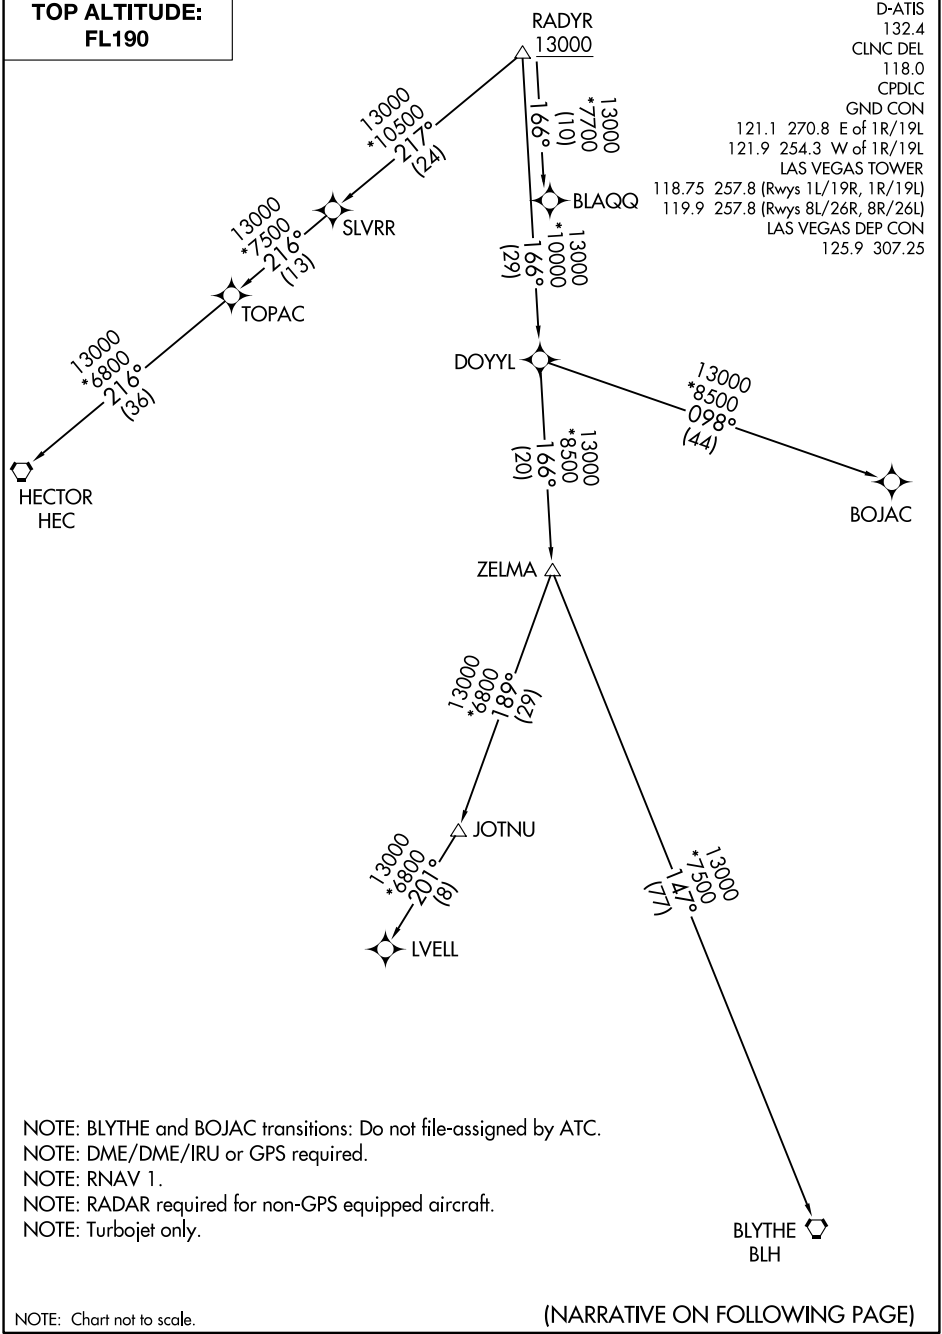 TOP ALTITUDE:
FL190
RADYR
13000
D-ATIS
132.4
CLNC DEL
118.0
CPDLC
GND CON
121.1 270.8 E of 1R/19L
121.9 254.3 W of 1R/19L
LAS VEGAS TOWER
118.75 257.8 (Rwys 1L/19R, 1R/19L)
119.9 257.8 (Rwys 8L/26R, 8R/26L)
LAS VEGAS DEP CON
125.9 307.25
13000
*10500
217°
(24)
13000
*7700
166°
(10)
BLAQQ
SLVRR
13000
*7500
216°
(13)
13000
*10000
166°
(29)
TOPAC
13000
*6800
216°
(36)
HECTOR
HEC
DOYYL
13000
*8500
098°
(44)
BOJAC
13000
*8500
166°
(20)
ZELMA
13000
*6800
189°
(29)
JOTNU
13000
*6800
201°
(8)
LVELL
13000
*7500
147°
(77)
BLYTHE
BLH
NOTE: BLYTHE and BOJAC transitions: Do not file-assigned by ATC.
NOTE: DME/DME/IRU or GPS required.
NOTE: RNAV 1.
NOTE: RADAR required for non-GPS equipped aircraft.
NOTE: Turbojet only.
NOTE: Chart not to scale.
(NARRATIVE ON FOLLOWING PAGE)